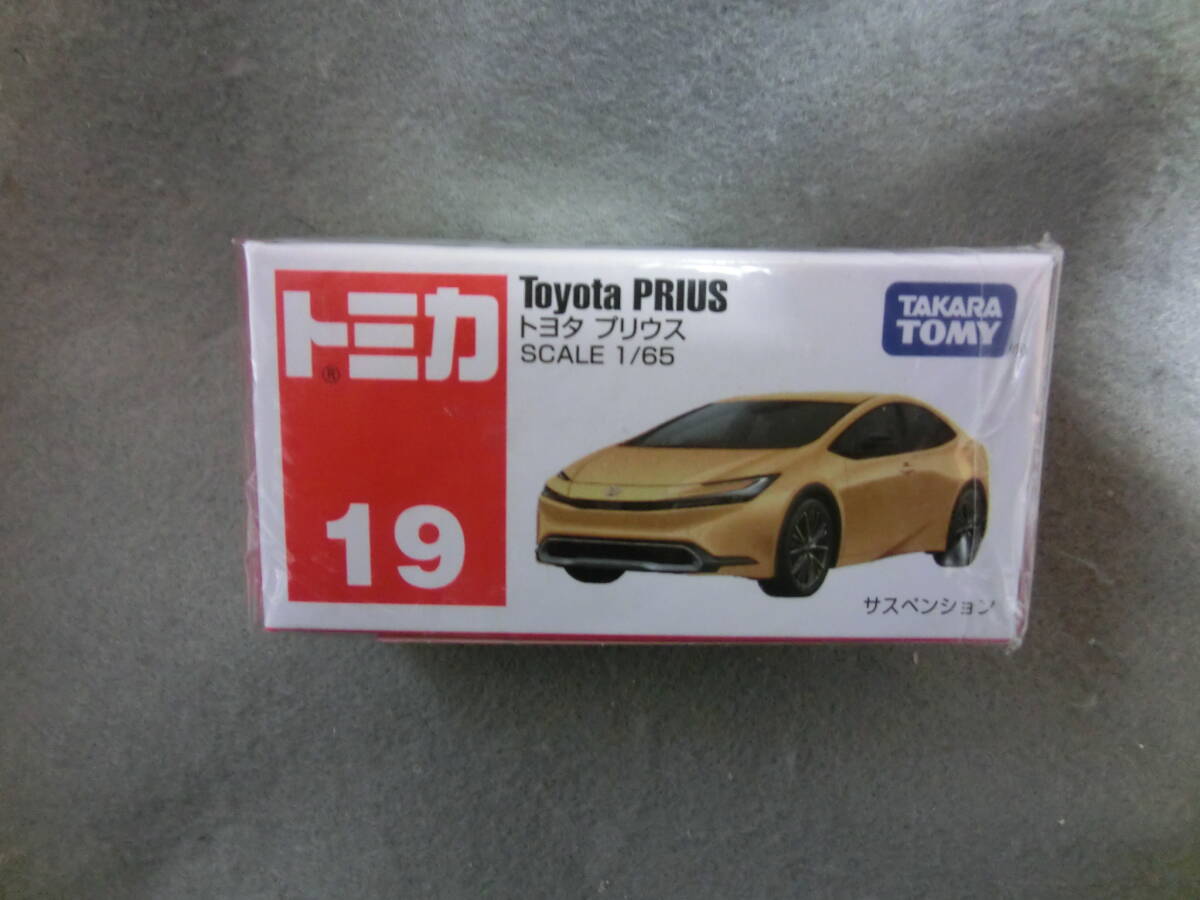 トミカ
®
19
Toyota PRIUS
トヨタ プリウス
SCALE 1/65
TAKARA
TOMY
サスペンション